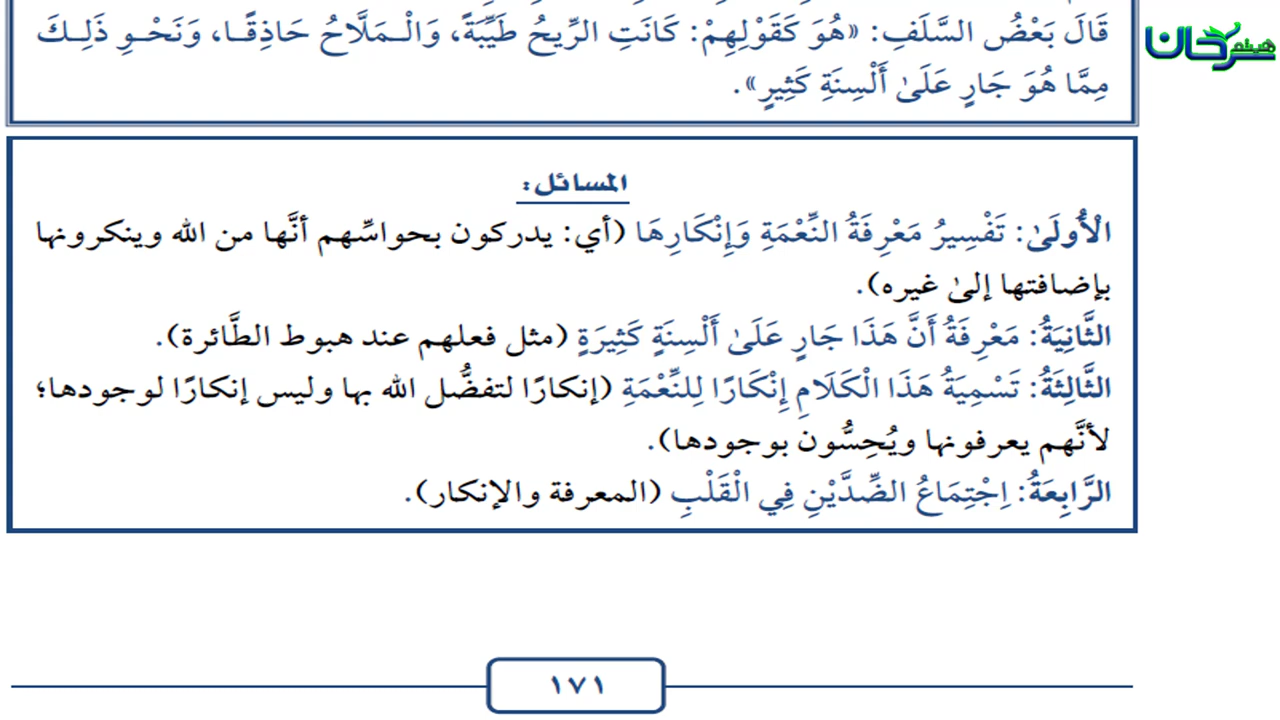 قَالَ بَعْضُ السَّلَفِ: «هُوَ كَقَوْلِهِمْ: كَانَتِ الرِّيحُ طَيِّبَةً، وَالْمَلَّاحُ حَاذِقًا، وَنَحْوِ ذَلِكَ
مِمَّا هُوَ جَارٍ عَلَىٰ أَلْسِنَةِ كَثِيرٍ».
هيثم سرحان
المسائل:
الْأُولَىٰ: تَفْسِيرُ مَعْرِفَةُ النِّعْمَةِ وَإِنْكَارِهَا (أي: يدركون بحواسِّهم أنَّها من الله وينكرونها
بإضافتها إلىٰ غيره).
الثَّانِيَةُ: مَعْرِفَةُ أَنَّ هَذَا جَارٍ عَلَىٰ أَلْسِنَةٍ كَثِيرَةٍ (مثل فعلهم عند هبوط الطَّائرة).
الثَّالِثَةُ: تَسْمِيَةُ هَذَا الْكَلَامِ إِنْكَارًا لِلنِّعْمَةِ (إنكارًا لتفضُّل الله بها وليس إنكارًا لوجودها؛
لأنَّهم يعرفونها ويُحِسُّون بوجودها).
الرَّابِعَةُ: اِجْتِمَاعُ الضِّدَّيْنِ فِي الْقَلْبِ (المعرفة والإنكار).
١٧١